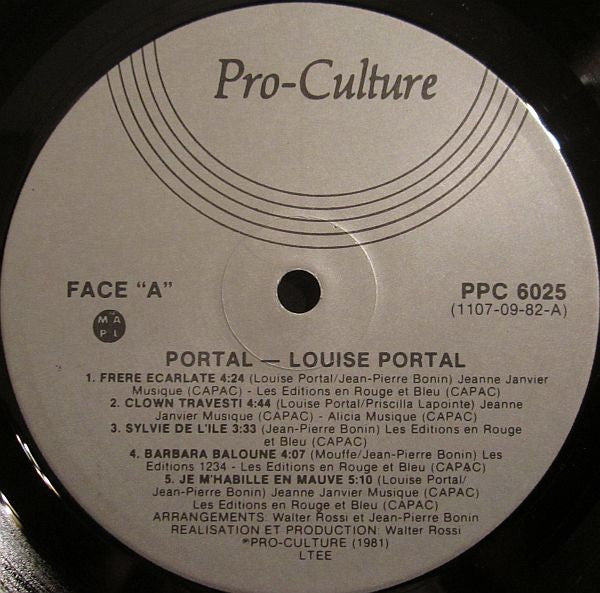 Pro-Culture
FACE "A"
PPC 6025
(1107-09-82-A)
M A
P L
PORTAL — LOUISE PORTAL
1. FRERE ECARLATE 4:24 (Louise Portal/Jean-Pierre Bonin) Jeanne Janvier
Musique (CAPAC) - Les Editions en Rouge et Bleu (CAPAC)
2. CLOWN TRAVESTI 4:44 (Louise Portal/Priscilla Lapointe) Jeanne
Janvier Musique (CAPAC) - Alicia Musique (CAPAC)
3. SYLVIE DE L'ILE 3:33 (Jean-Pierre Bonin) Les Editions en Rouge
et Bleu (CAPAC)
4. BARBARA BALOUNE 4:07 (Mouffe/Jean-Pierre Bonin) Les
Editions 1234 - Les Editions en Rouge et Bleu (CAPAC)
5. JE M'HABILLE EN MAUVE 5:10 (Louise Portal/
Jean-Pierre Bonin) Jeanne Janvier Musique (CAPAC)
Les Editions en Rouge et Bleu (CAPAC)
ARRANGEMENTS: Walter Rossi et Jean-Pierre Bonin
REALISATION ET PRODUCTION: Walter Rossi
℗PRO-CULTURE (1981)
LTEE